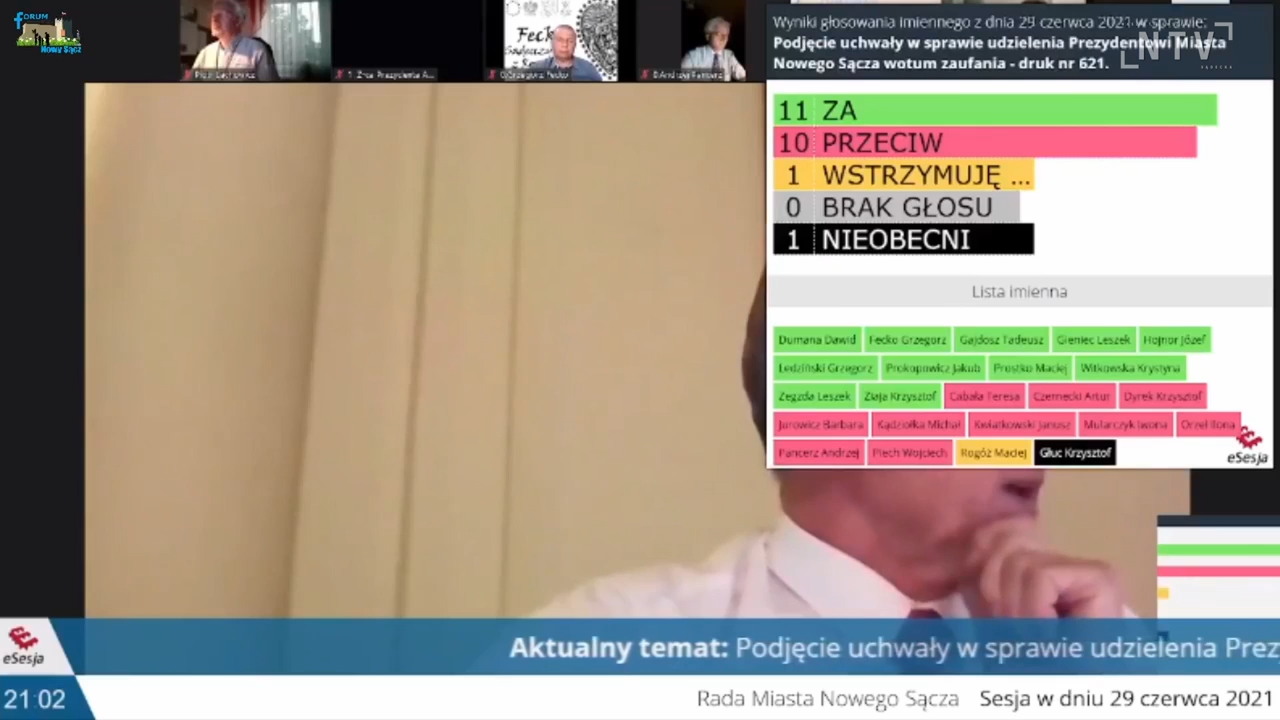 FORUM
Nowy Sącz
Fecko
Wyniki głosowania imiennego z dnia 29 czerwca 2021 w sprawie:
Podjęcie uchwały w sprawie udzielenia Prezydentowi Miasta
Nowego Sącza wotum zaufania - druk nr 621.
NTV
11 ZA
10 PRZECIW
1 WSTRZYMUJĘ ...
0 BRAK GŁOSU
1 NIEOBECNI
Lista imienna
Dumana Dawid Fecko Grzegorz Gajdosz Tadeusz Gieniec Leszek Hojnor Józef
Ledziński Grzegorz Prokopowicz Jakub Prostko Maciej Witkowska Krystyna
Zegzda Leszek Ziaja Krzysztof Cabała Teresa Czernecki Artur Dyrek Krzysztof
Jurowicz Barbara Kądziołka Michał Kwiatkowski Janusz Mularczyk Iwona Orzeł Ilona
Pancerz Andrzej Piech Wojciech Rogóż Maciej Głuc Krzysztof
eSesja
Aktualny temat: Podjęcie uchwały w sprawie udzielenia Prez
eSesja
21:02
Rada Miasta Nowego Sącza Sesja w dniu 29 czerwca 2021